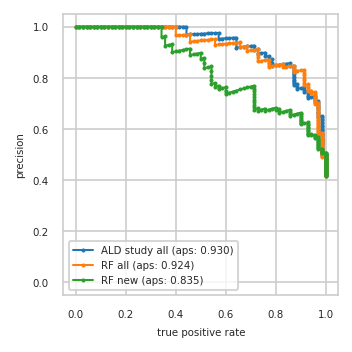 1.0
0.8
0.6
0.4
0.2
0.0
precision
ALD study all (aps: 0.930)
RF all (aps: 0.924)
RF new (aps: 0.835)
0.0 0.2 0.4 0.6 0.8 1.0
true positive rate